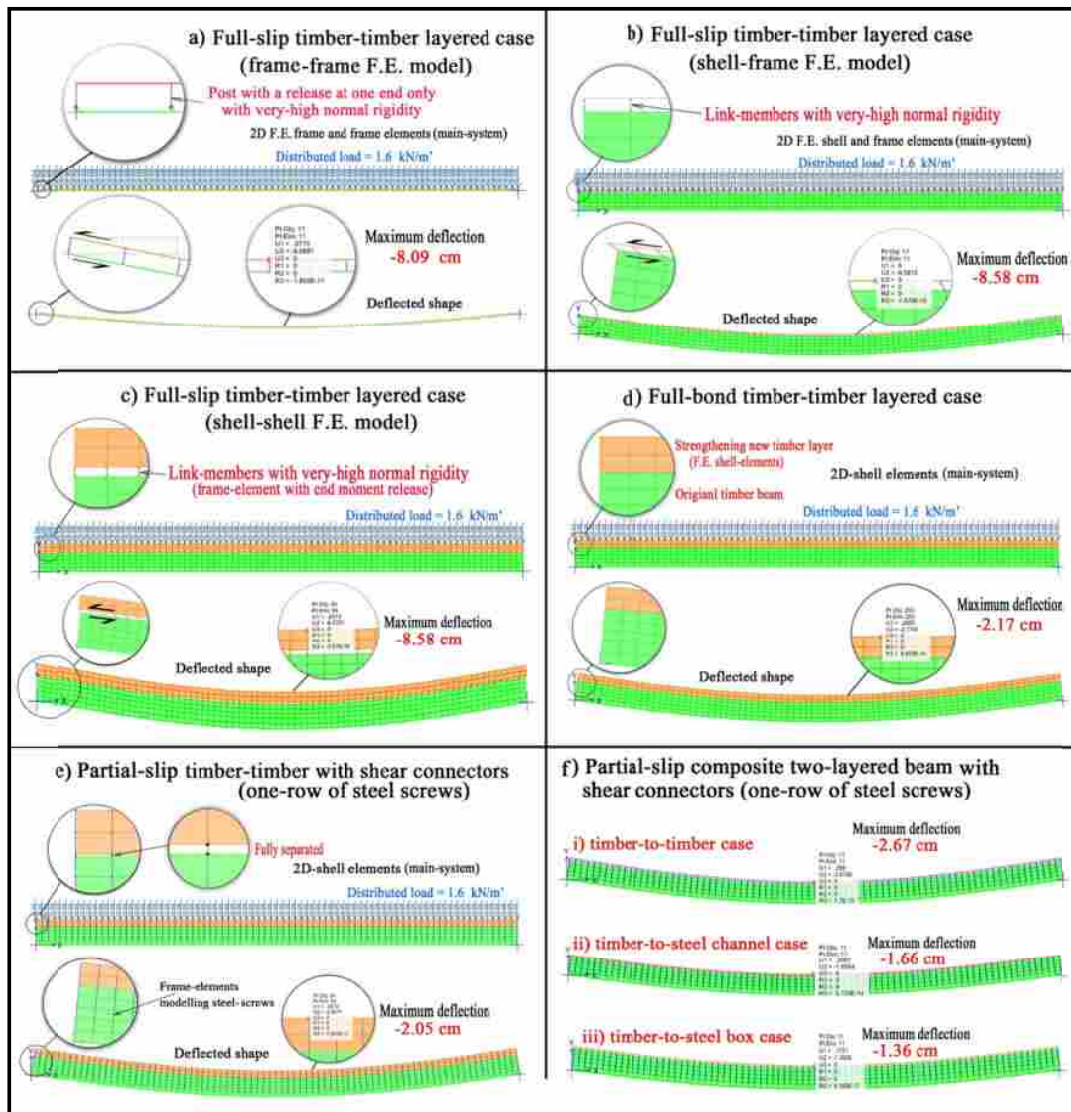 a) Full-slip timber-timber layered case
(frame-frame F.E. model)
Post with a release at one end only
with very-high normal rigidity
2D F.E. frame and frame elements (main-system)
Distributed load = 1.6 kN/m'
Maximum deflection
-8.09 cm
Deflected shape
b) Full-slip timber-timber layered case
(shell-frame F.E. model)
Link-members with very-high normal rigidity
2D F.E. shell and frame elements (main-system)
Distributed load = 1.6 kN/m'
Maximum deflection
-8.58 cm
Deflected shape
c) Full-slip timber-timber layered case
(shell-shell F.E. model)
Link-members with very-high normal rigidity
(frame-element with end moment release)
Distributed load = 1.6 kN/m'
Maximum deflection
-8.58 cm
Deflected shape
d) Full-bond timber-timber layered case
Strengthening new timber layer
(F.E. shell-elements)
2D-shell elements (main-system)
Origianl timber beam
Distributed load = 1.6 kN/m'
Maximum deflection
-2.17 cm
Deflected shape
e) Partial-slip timber-timber with shear connectors
(one-row of steel screws)
Fully separated
2D-shell elements (main-system)
Distributed load = 1.6 kN/m'
Frame-elements
modelling steel-screws
Maximum deflection
-2.05 cm
Deflected shape
f) Partial-slip composite two-layered beam with
shear connectors (one-row of steel screws)
i) timber-to-timber case
Maximum deflection
-2.67 cm
ii) timber-to-steel channel case
Maximum deflection
-1.66 cm
iii) timber-to-steel box case
Maximum deflection
-1.36 cm